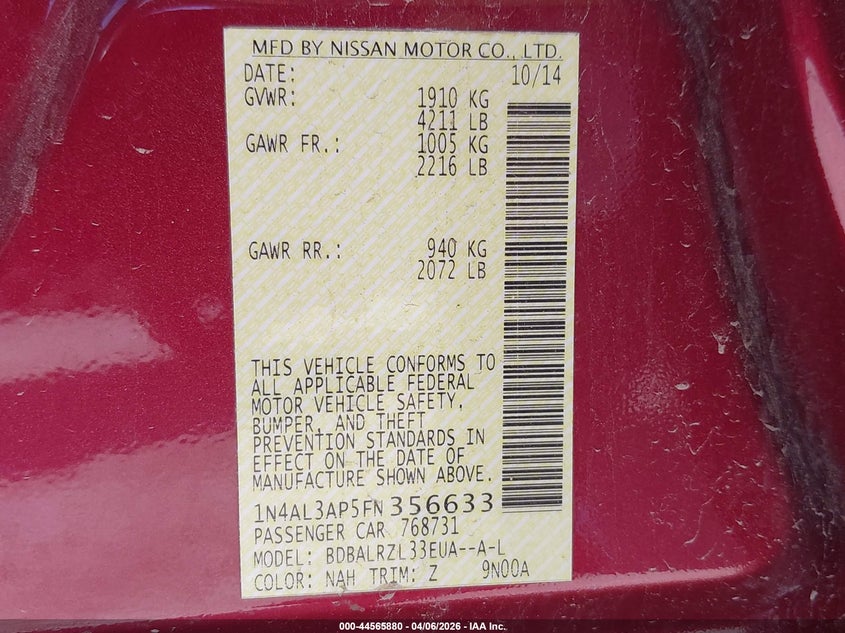 MFD BY NISSAN MOTOR CO., LTD.
DATE: 10/14
GVWR: 1910 KG
4211 LB
GAWR FR.: 1005 KG
2216 LB
GAWR RR.: 940 KG
2072 LB
THIS VEHICLE CONFORMS TO
ALL APPLICABLE FEDERAL
MOTOR VEHICLE SAFETY,
BUMPER, AND THEFT
PREVENTION STANDARDS IN
EFFECT ON THE DATE OF
MANUFACTURE SHOWN ABOVE.
1N4AL3AP5FN356633
PASSENGER CAR 768731
MODEL: BDBALRZL33EUA--A-L
COLOR: NAH TRIM: Z 9N00A
000-44565880 - 04/06/2026 - IAA Inc.